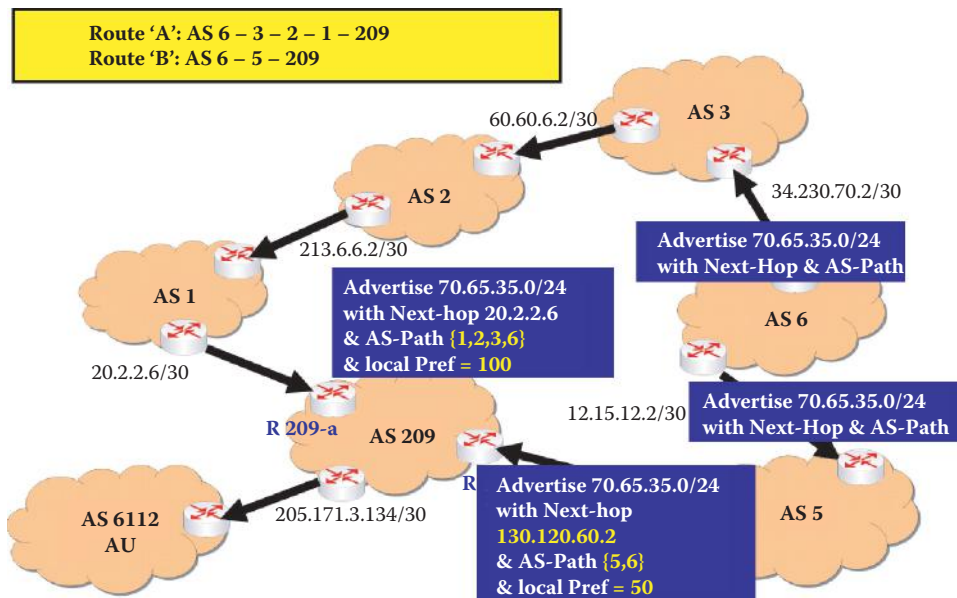 Route ‘A’: AS 6 – 3 – 2 – 1 – 209
Route ‘B’: AS 6 – 5 – 209
60.60.6.2/30
AS 3
AS 2
34.230.70.2/30
213.6.6.2/30
Advertise 70.65.35.0/24
with Next-Hop & AS-Path
AS 1
Advertise 70.65.35.0/24
with Next-hop 20.2.2.6
& AS-Path {1,2,3,6}
& local Pref = 100
AS 6
20.2.2.6/30
12.15.12.2/30
Advertise 70.65.35.0/24
with Next-Hop & AS-Path
R 209-a
AS 209
R
Advertise 70.65.35.0/24
with Next-hop
130.120.60.2
& AS-Path {5,6}
& local Pref = 50
AS 5
205.171.3.134/30
AS 6112
AU